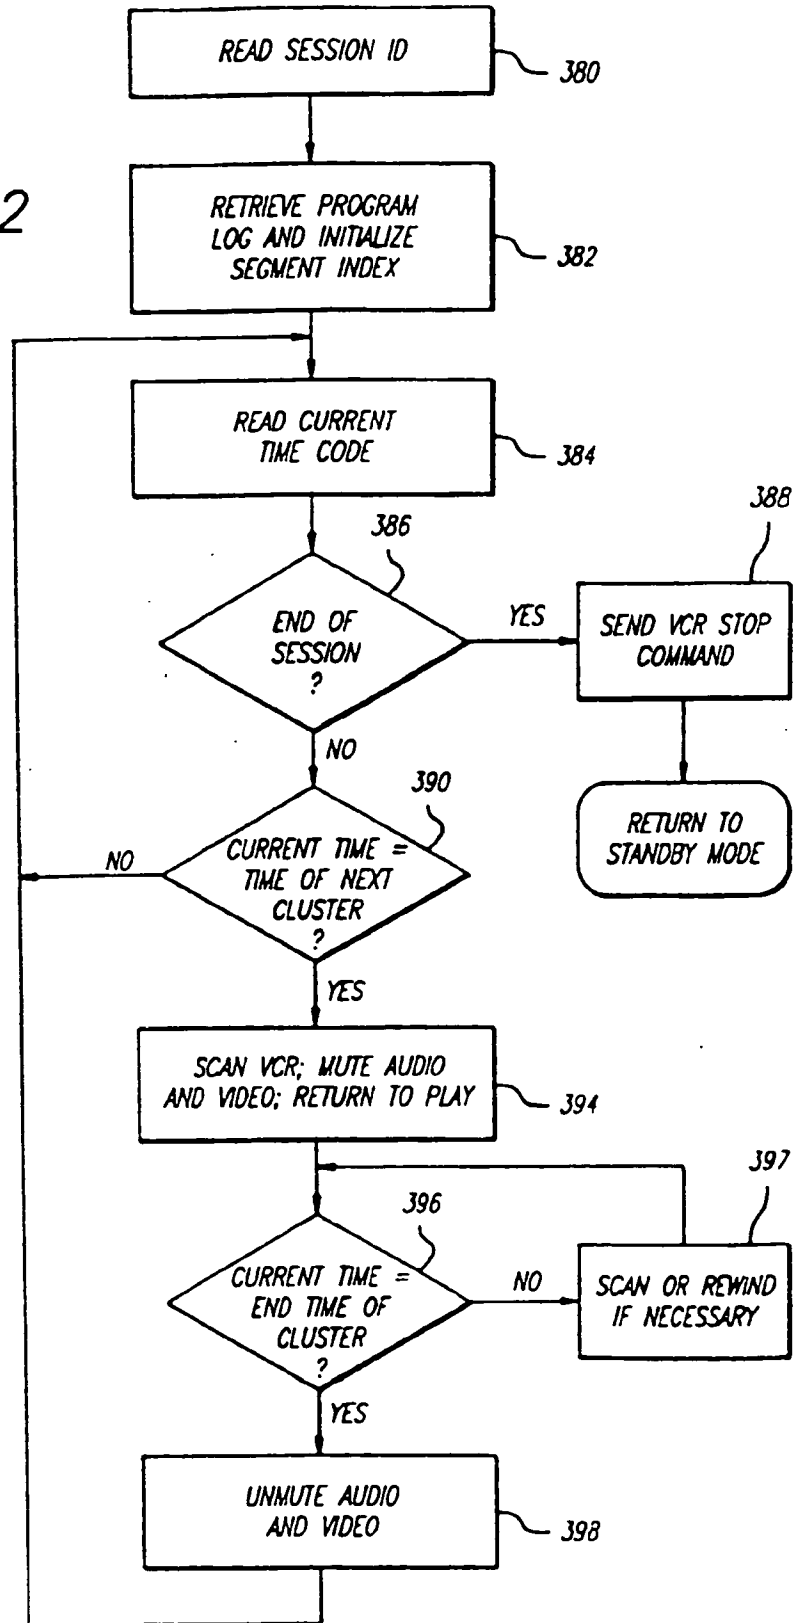 READ SESSION ID
380
2
RETRIEVE PROGRAM
LOG AND INITIALIZE
SEGMENT INDEX
382
READ CURRENT
TIME CODE
384
386
388
END OF
SESSION
?
YES
SEND VCR STOP
COMMAND
NO
390
RETURN TO
STANDBY MODE
CURRENT TIME =
TIME OF NEXT
CLUSTER
?
NO
YES
SCAN VCR; MUTE AUDIO
AND VIDEO; RETURN TO PLAY
394
397
396
CURRENT TIME =
END TIME OF
CLUSTER
?
NO
SCAN OR REWIND
IF NECESSARY
YES
UNMUTE AUDIO
AND VIDEO
398